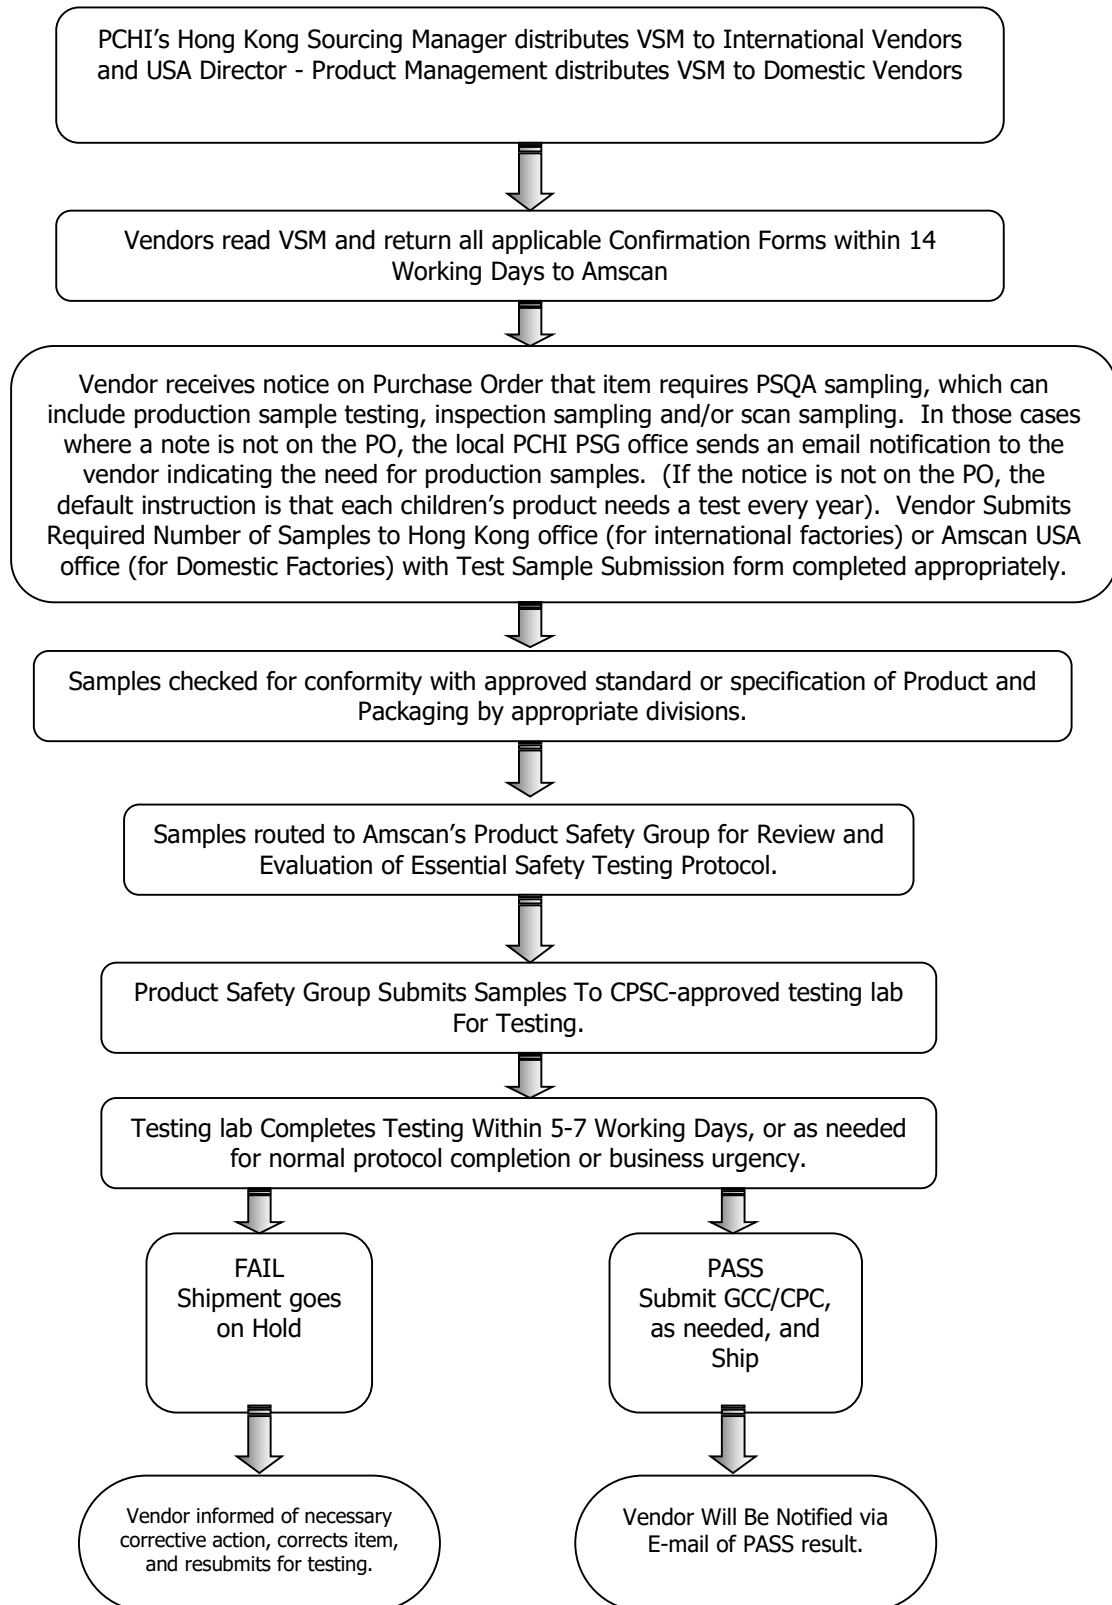 PCHI’s Hong Kong Sourcing Manager distributes VSM to International Vendors
and USA Director - Product Management distributes VSM to Domestic Vendors
Vendors read VSM and return all applicable Confirmation Forms within 14
Working Days to Amscan
Vendor receives notice on Purchase Order that item requires PSQA sampling, which can
include production sample testing, inspection sampling and/or scan sampling.  In those cases
where a note is not on the PO, the local PCHI PSG office sends an email notification to the
vendor indicating the need for production samples.  (If the notice is not on the PO, the
default instruction is that each children’s product needs a test every year).  Vendor Submits
Required Number of Samples to Hong Kong office (for international factories) or Amscan USA
office (for Domestic Factories) with Test Sample Submission form completed appropriately.
Samples checked for conformity with approved standard or specification of Product and
Packaging by appropriate divisions.
Samples routed to Amscan’s Product Safety Group for Review and
Evaluation of Essential Safety Testing Protocol.
Product Safety Group Submits Samples To CPSC-approved testing lab
For Testing.
Testing lab Completes Testing Within 5-7 Working Days, or as needed
for normal protocol completion or business urgency.
FAIL
Shipment goes
on Hold
PASS
Submit GCC/CPC,
as needed, and
Ship
Vendor informed of necessary
corrective action, corrects item,
and resubmits for testing.
Vendor Will Be Notified via
E-mail of PASS result.